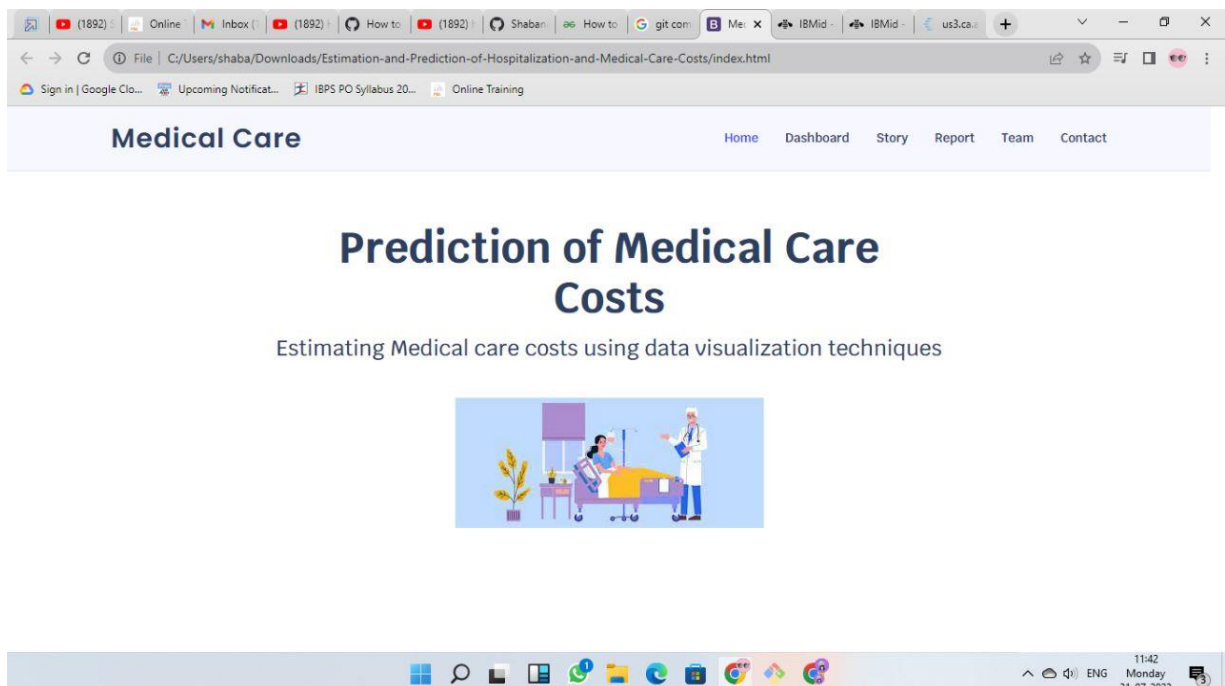 (1892) Online Inbox ( (1892) How to (1892) Shaban How to git com Me IBMid - IBMid - us3.ca.
File | C:/Users/shaba/Downloads/Estimation-and-Prediction-of-Hospitalization-and-Medical-Care-Costs/index.html
Sign in | Google Clo... Upcoming Notificat... IBPS PO Syllabus 20... Online Training
Medical Care Home Dashboard Story Report Team Contact
Prediction of Medical Care
Costs
Estimating Medical care costs using data visualization techniques
11:42
ENG Monday